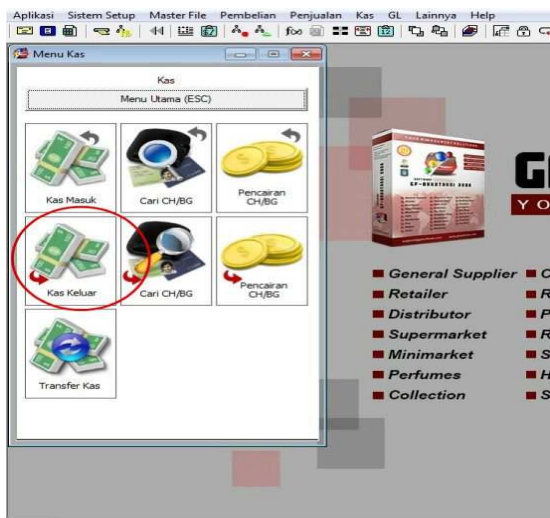 Aplikasi Sistem Setup Master File Pembelian Penjualan Kas GL Lainnya Help
Menu Kas
Kas
Menu Utama (ESC)
Kas Masuk
Cari CH/BG
Pencairan
CH/BG
Kas Keluar
Cari CH/BG
Pencairan
CH/BG
Transfer Kas
Y O
General Supplier
Retailer
Distributor
Supermarket
Minimarket
Perfumes
Collection